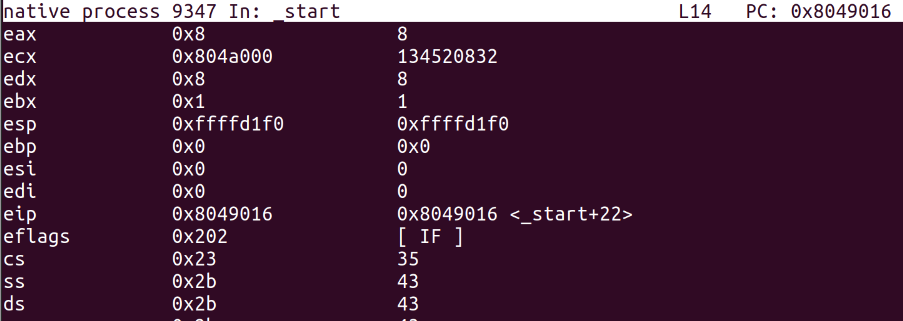 native process 9347 In: _start L14 PC: 0x8049016
eax 0x8 8
ecx 0x804a000 134520832
edx 0x8 8
ebx 0x1 1
esp 0xffffd1f0 0xffffd1f0
ebp 0x0 0x0
esi 0x0 0
edi 0x0 0
eip 0x8049016 0x8049016 <_start+22>
eflags 0x202 [ IF ]
cs 0x23 35
ss 0x2b 43
ds 0x2b 43